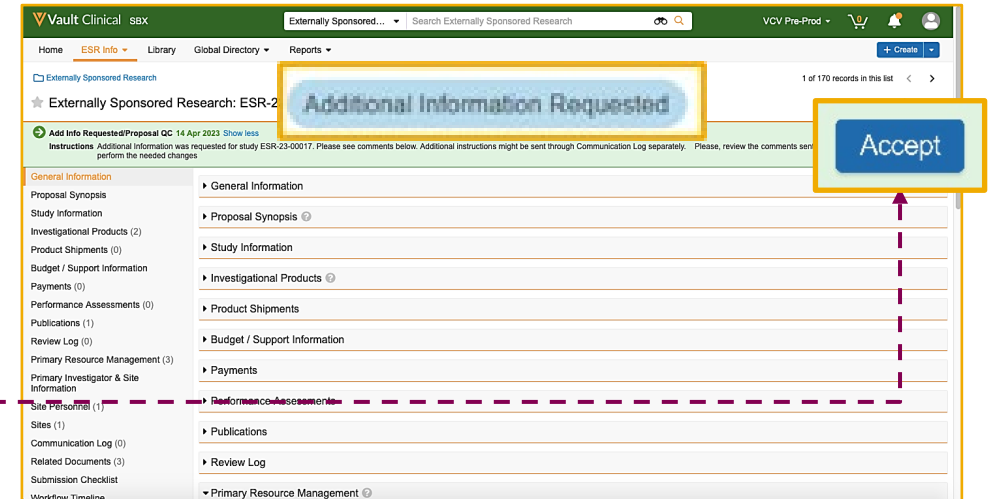 Vault Clinical SBX
Externally Sponsored...
Search Externally Sponsored Research
VCV Pre-Prod
Home
ESR Info
Library
Global Directory
Reports
+ Create
Externally Sponsored Research
1 of 170 records in this list
Externally Sponsored Research: ESR-2
Additional Information Requested
Accept
Add Info Requested/Proposal QC 14 Apr 2023 Show less
Instructions Additional Information was requested for study ESR-23-00017. Please see comments below. Additional instructions might be sent through Communication Log separately. Please, review the comments sent
perform the needed changes
General Information
Proposal Synopsis
Study Information
Investigational Products (2)
Product Shipments (0)
Budget / Support Information
Payments (0)
Performance Assessments (0)
Publications (1)
Review Log (0)
Primary Resource Management (3)
Primary Investigator & Site
Information
Site Personnel (1)
Sites (1)
Communication Log (0)
Related Documents (3)
Submission Checklist
Workflow Timeline
General Information
Proposal Synopsis
Study Information
Investigational Products
Product Shipments
Budget / Support Information
Payments
Performance Assessments
Publications
Review Log
Primary Resource Management